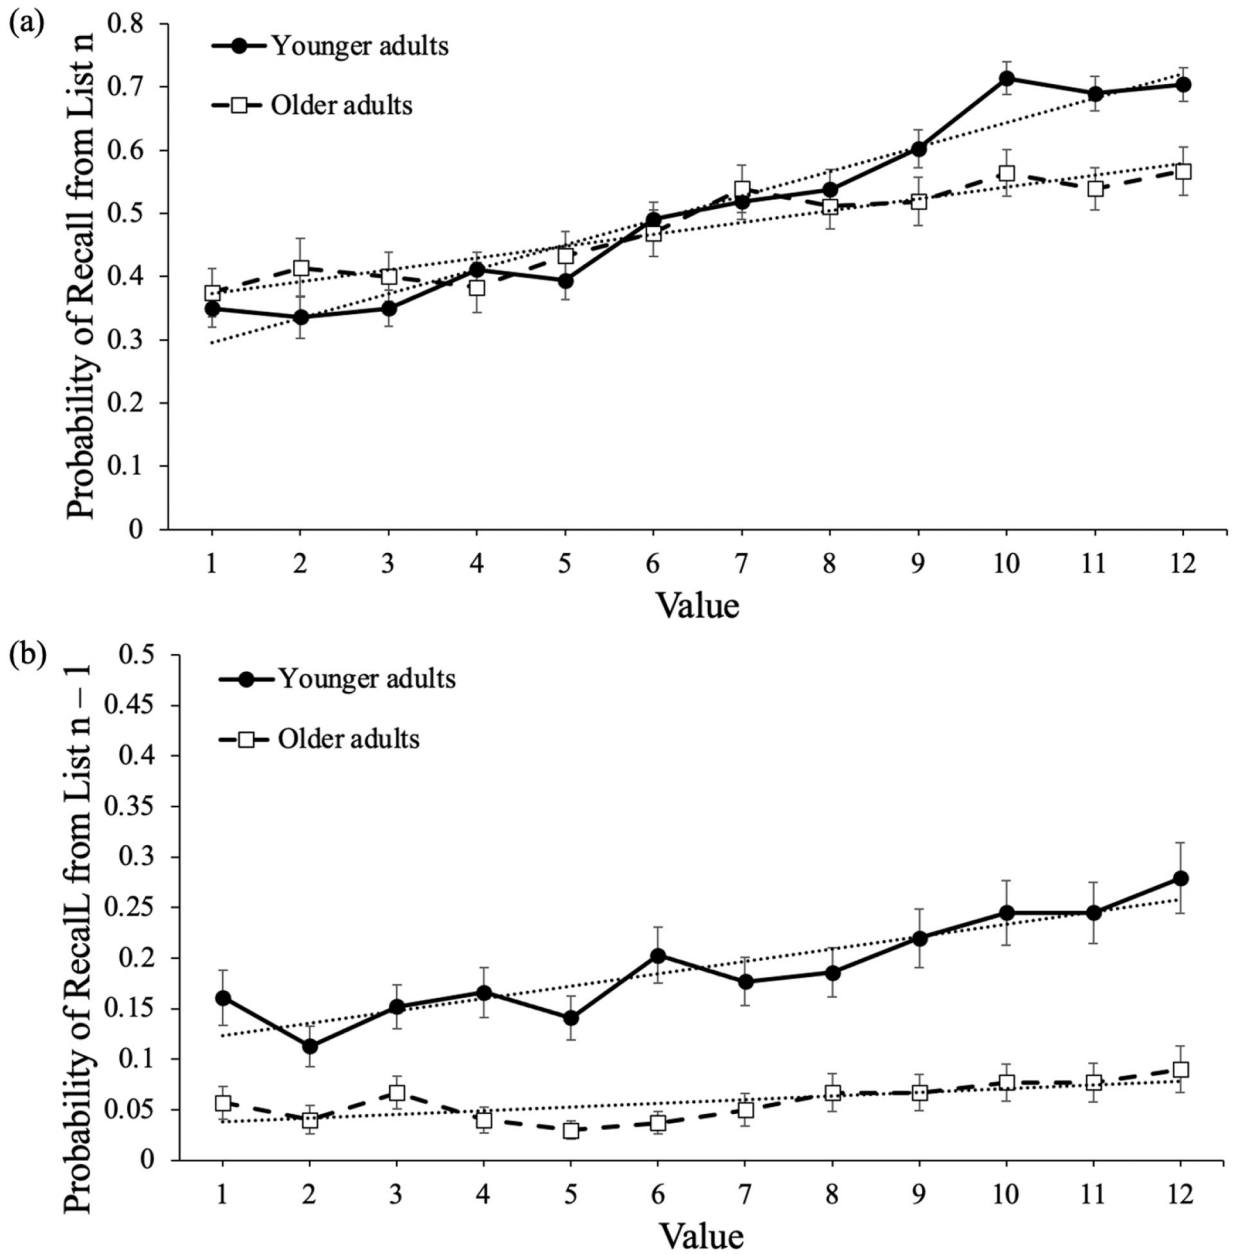 (a)
Probability of Recall from List n
0.8
0.7
0.6
0.5
0.4
0.3
0.2
0.1
0
Younger adults
Older adults
1 2 3 4 5 6 7 8 9 10 11 12
Value
(b)
Probability of RecalL from List n – 1
0.5
0.45
0.4
0.35
0.3
0.25
0.2
0.15
0.1
0.05
0
Younger adults
Older adults
1 2 3 4 5 6 7 8 9 10 11 12
Value